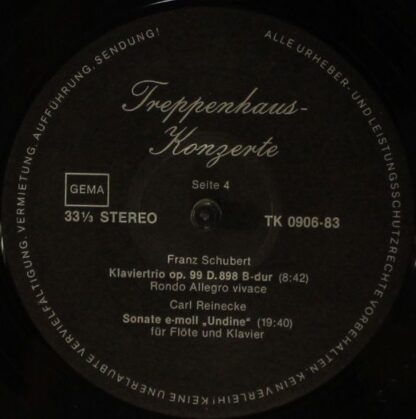 ALLE URHEBER- UND LEISTUNGSSCHUTZRECHTE VORBEHALTEN. KEIN VERLEIH! KEINE UNERLAUBTE VERVIELFÄLTIGUNG, VERMIETUNG, AUFFÜHRUNG, SENDUNG!
Treppenhaus-
Konzerte
Seite 4
GEMA
33⅓ STEREO
TK 0906-83
Franz Schubert
Klaviertrio op. 99 D. 898 B-dur (8:42)
Rondo Allegro vivace
Carl Reinecke
Sonate e-moll „Undine“ (19:40)
für Flöte und Klavier